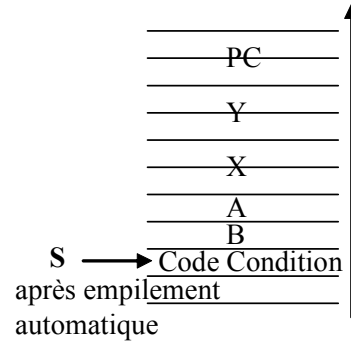 PC
Y
X
A
B
S Code Condition
après empilement
automatique